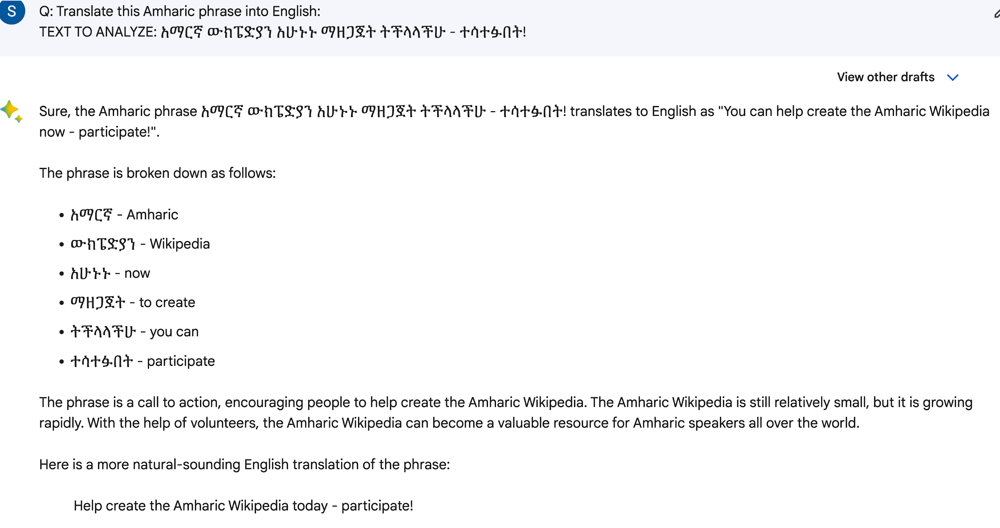 S
Q: Translate this Amharic phrase into English:
TEXT TO ANALYZE: አማርኛ ውክፔድያን አሁኑኑ ማዘጋጀት ትችላላችሁ - ተሳተፉበት!
View other drafts
Sure, the Amharic phrase አማርኛ ውክፔድያን አሁኑኑ ማዘጋጀት ትችላላችሁ - ተሳተፉበት! translates to English as "You can help create the Amharic Wikipedia
now - participate!".
The phrase is broken down as follows:
• አማርኛ - Amharic
• ውክፔድያን - Wikipedia
• አሁኑኑ - now
• ማዘጋጀት - to create
• ትችላላችሁ - you can
• ተሳተፉበት - participate
The phrase is a call to action, encouraging people to help create the Amharic Wikipedia. The Amharic Wikipedia is still relatively small, but it is growing
rapidly. With the help of volunteers, the Amharic Wikipedia can become a valuable resource for Amharic speakers all over the world.
Here is a more natural-sounding English translation of the phrase:
Help create the Amharic Wikipedia today - participate!